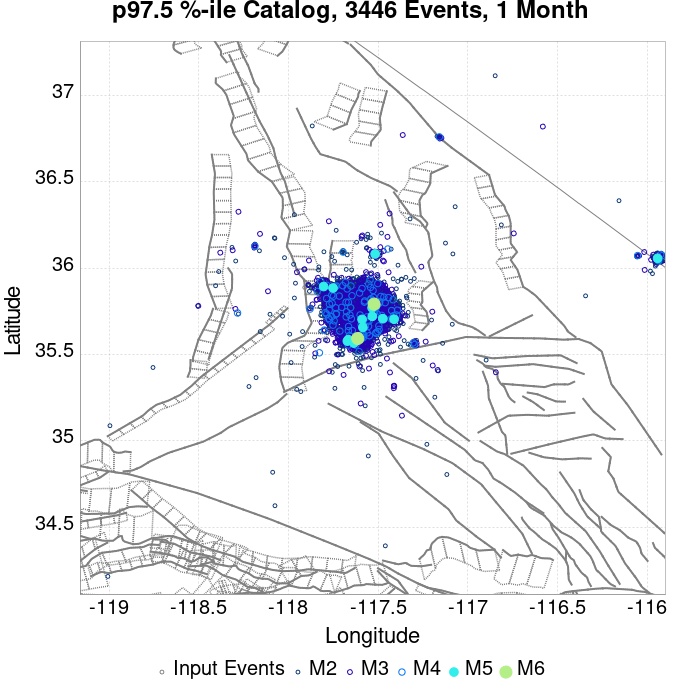 p97.5 %-ile Catalog, 3446 Events, 1 Month
37
36.5
36
35.5
35
34.5
Latitude
-119 -118.5 -118 -117.5 -117 -116.5 -116
Longitude
Input Events M2 M3 M4 M5 M6